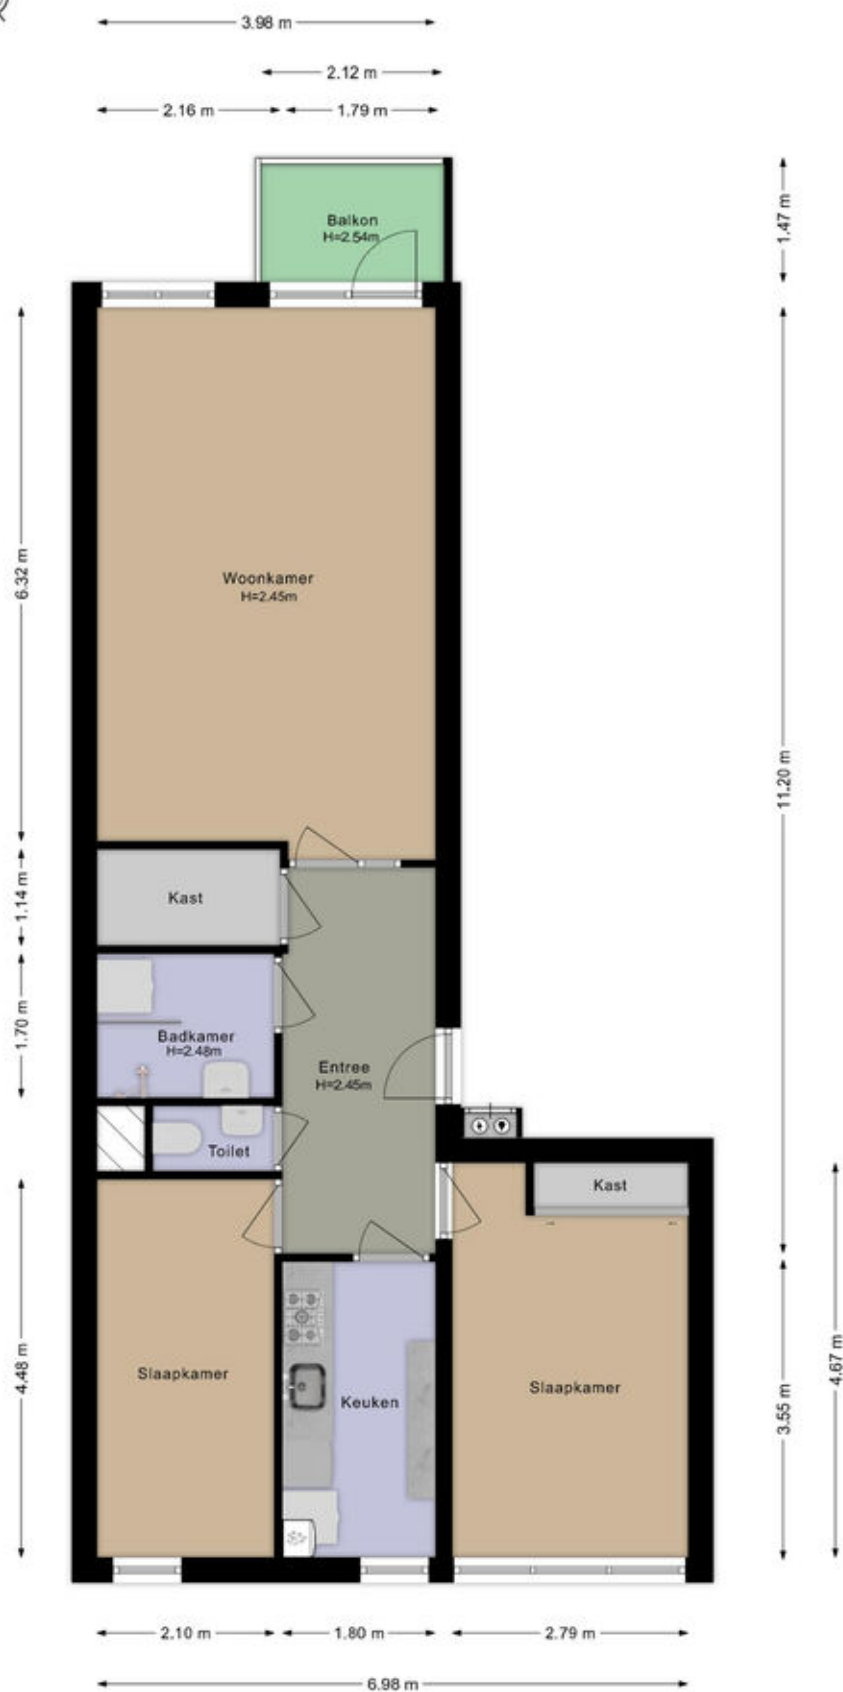 3.98 m
2.12 m
2.16 m
1.79 m
1.47 m
Balkon
H=2.54m
6.32 m
Woonkamer
H=2.45m
11.20 m
1.14 m
Kast
1.70 m
Badkamer
H=2.48m
Entree
H=2.45m
Toilet
Kast
4.48 m
Slaapkamer
Keuken
Slaapkamer
3.55 m
4.67 m
2.10 m
1.80 m
2.79 m
6.98 m